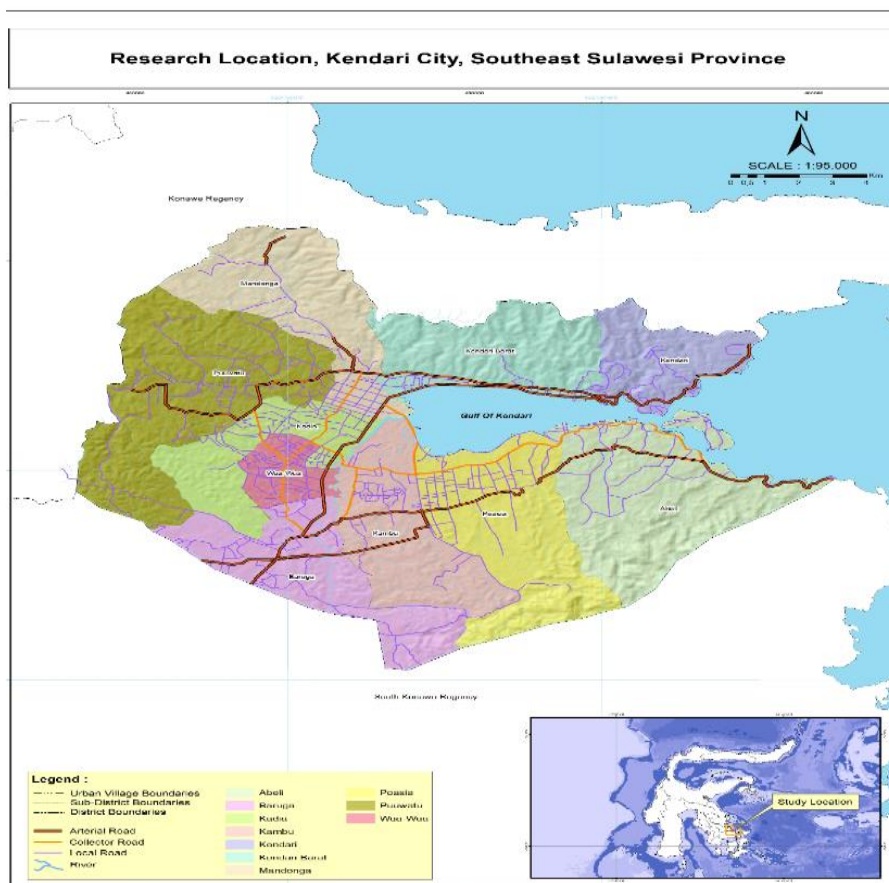 Research Location, Kendari City, Southeast Sulawesi Province
N
SCALE : 1:95.000
Km
Konawe Regency
Mandonga
Kendari Barat
Kendari
Puuwatu
Gulf Of Kendari
Kadia
Wua Wua
Abeli
Poasia
Kambu
Baruga
South Konawe Regency
Study Location
Legend :
Urban Village Boundaries
Sub-District Boundaries
District Boundaries
Arterial Road
Collector Road
Local Road
River
Abeli
Baruga
Kadia
Kambu
Kendari
Kendari Barat
Mandonga
Poasia
Puuwatu
Wua-Wua